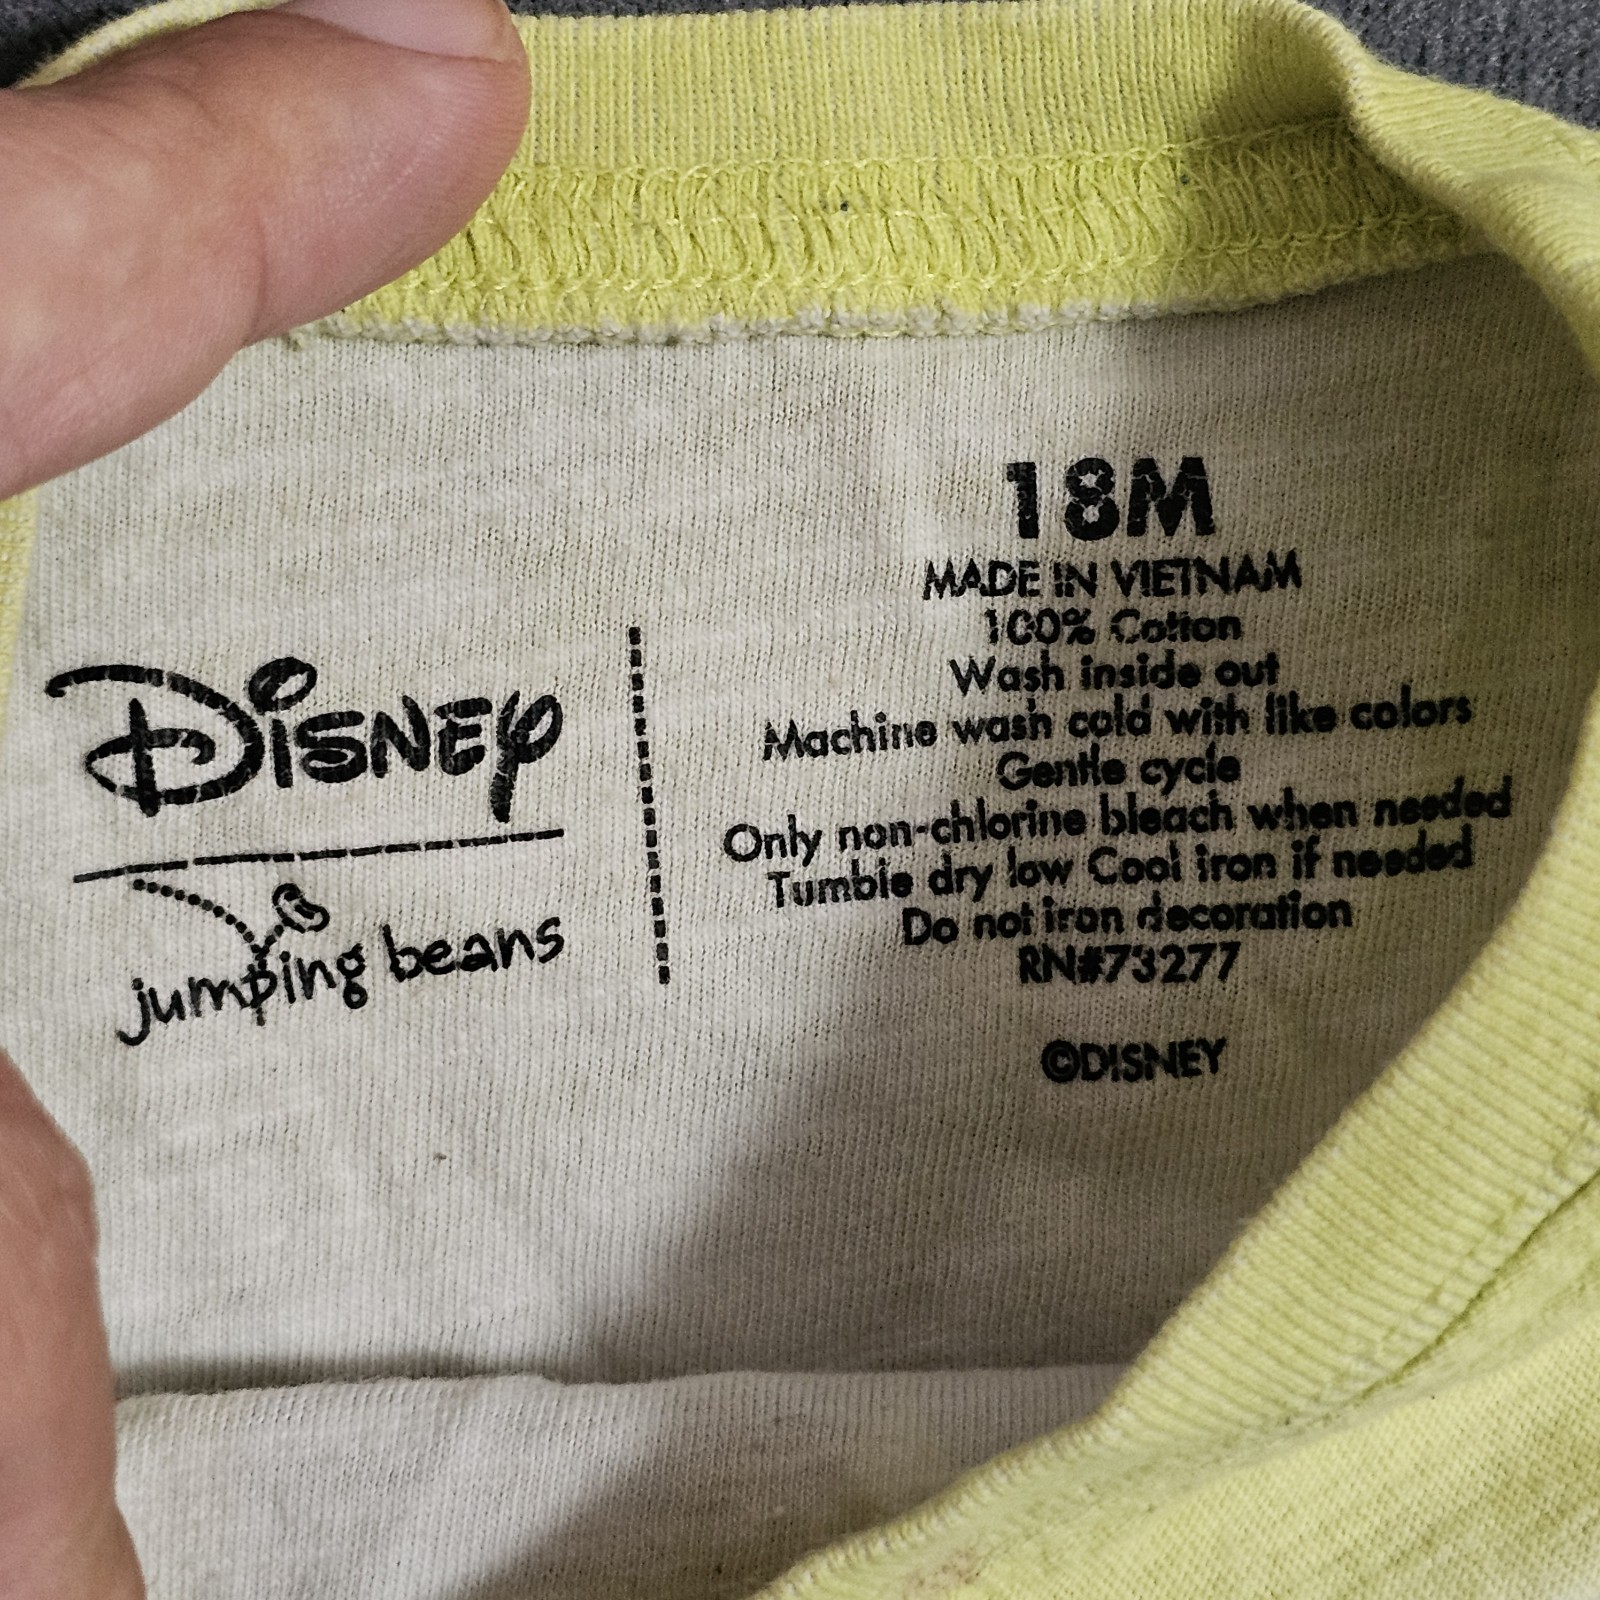 Disney
jumping beans
18M
MADE IN VIETNAM
100% Cotton
Wash inside out
Machine wash cold with like colors
Gentle cycle
Only non-chlorine bleach when needed
Tumble dry low Cool iron if needed
Do not iron decoration
RN#73277
©DISNEY